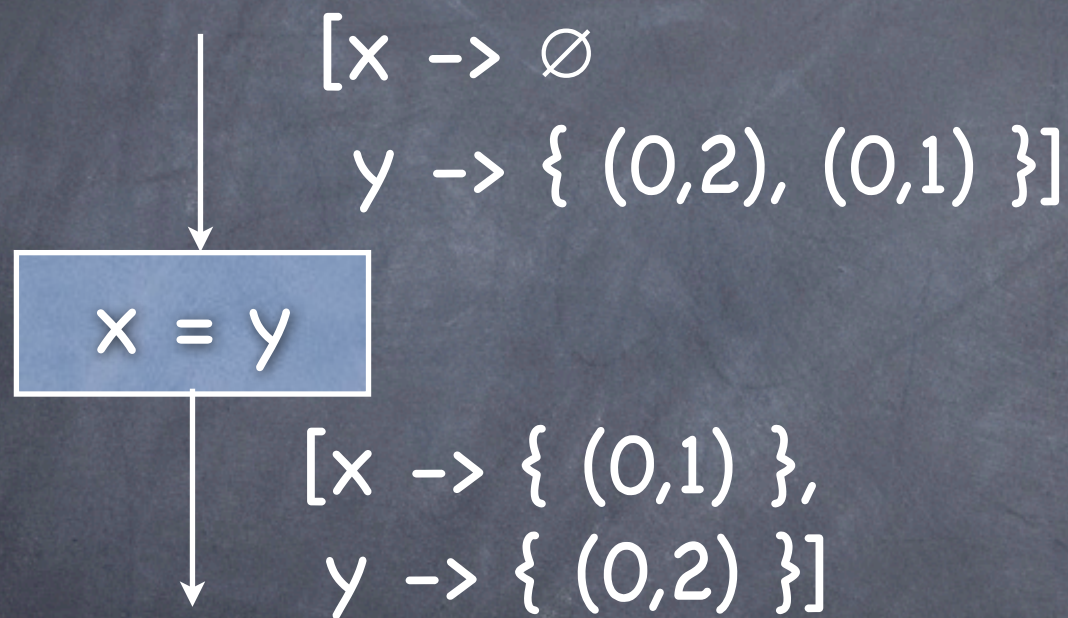 [x -> ∅
y -> { (0,2), (0,1) }]
x = y
[x -> { (0,1) },
y -> { (0,2) }]